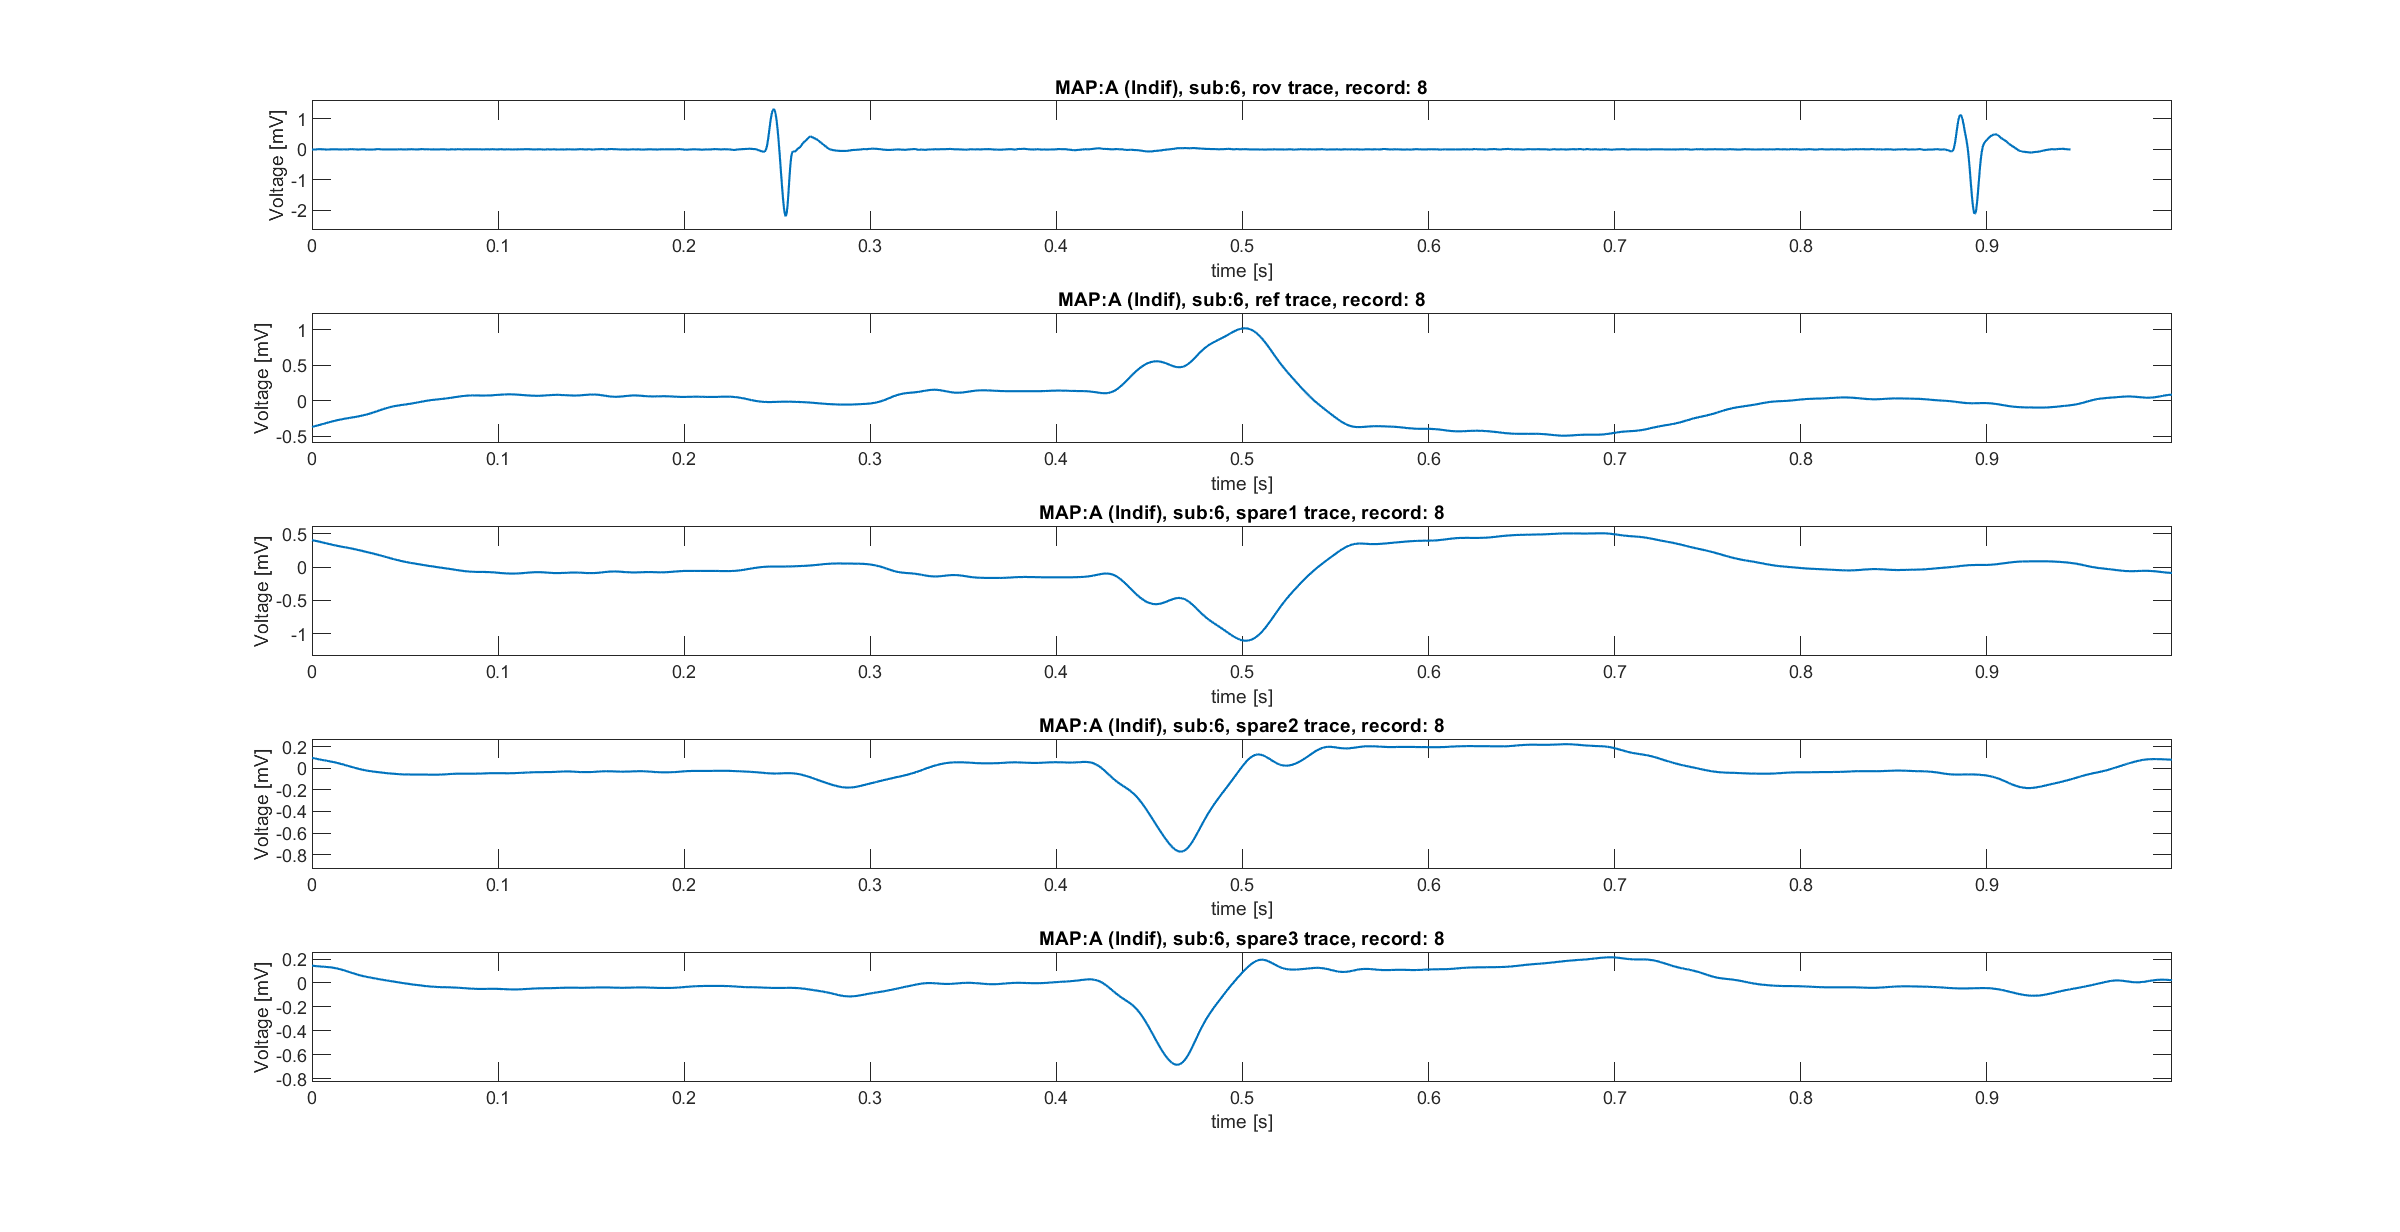 MAP:A (Indif), sub:6, rov trace, record: 8
Voltage [mV]
1
0
-1
-2
0 0.1 0.2 0.3 0.4 0.5 0.6 0.7 0.8 0.9
time [s]
MAP:A (Indif), sub:6, ref trace, record: 8
Voltage [mV]
1
0.5
0
-0.5
0 0.1 0.2 0.3 0.4 0.5 0.6 0.7 0.8 0.9
time [s]
MAP:A (Indif), sub:6, spare1 trace, record: 8
Voltage [mV]
0.5
0
-0.5
-1
0 0.1 0.2 0.3 0.4 0.5 0.6 0.7 0.8 0.9
time [s]
MAP:A (Indif), sub:6, spare2 trace, record: 8
Voltage [mV]
0.2
0
-0.2
-0.4
-0.6
-0.8
0 0.1 0.2 0.3 0.4 0.5 0.6 0.7 0.8 0.9
time [s]
MAP:A (Indif), sub:6, spare3 trace, record: 8
Voltage [mV]
0.2
0
-0.2
-0.4
-0.6
-0.8
0 0.1 0.2 0.3 0.4 0.5 0.6 0.7 0.8 0.9
time [s]